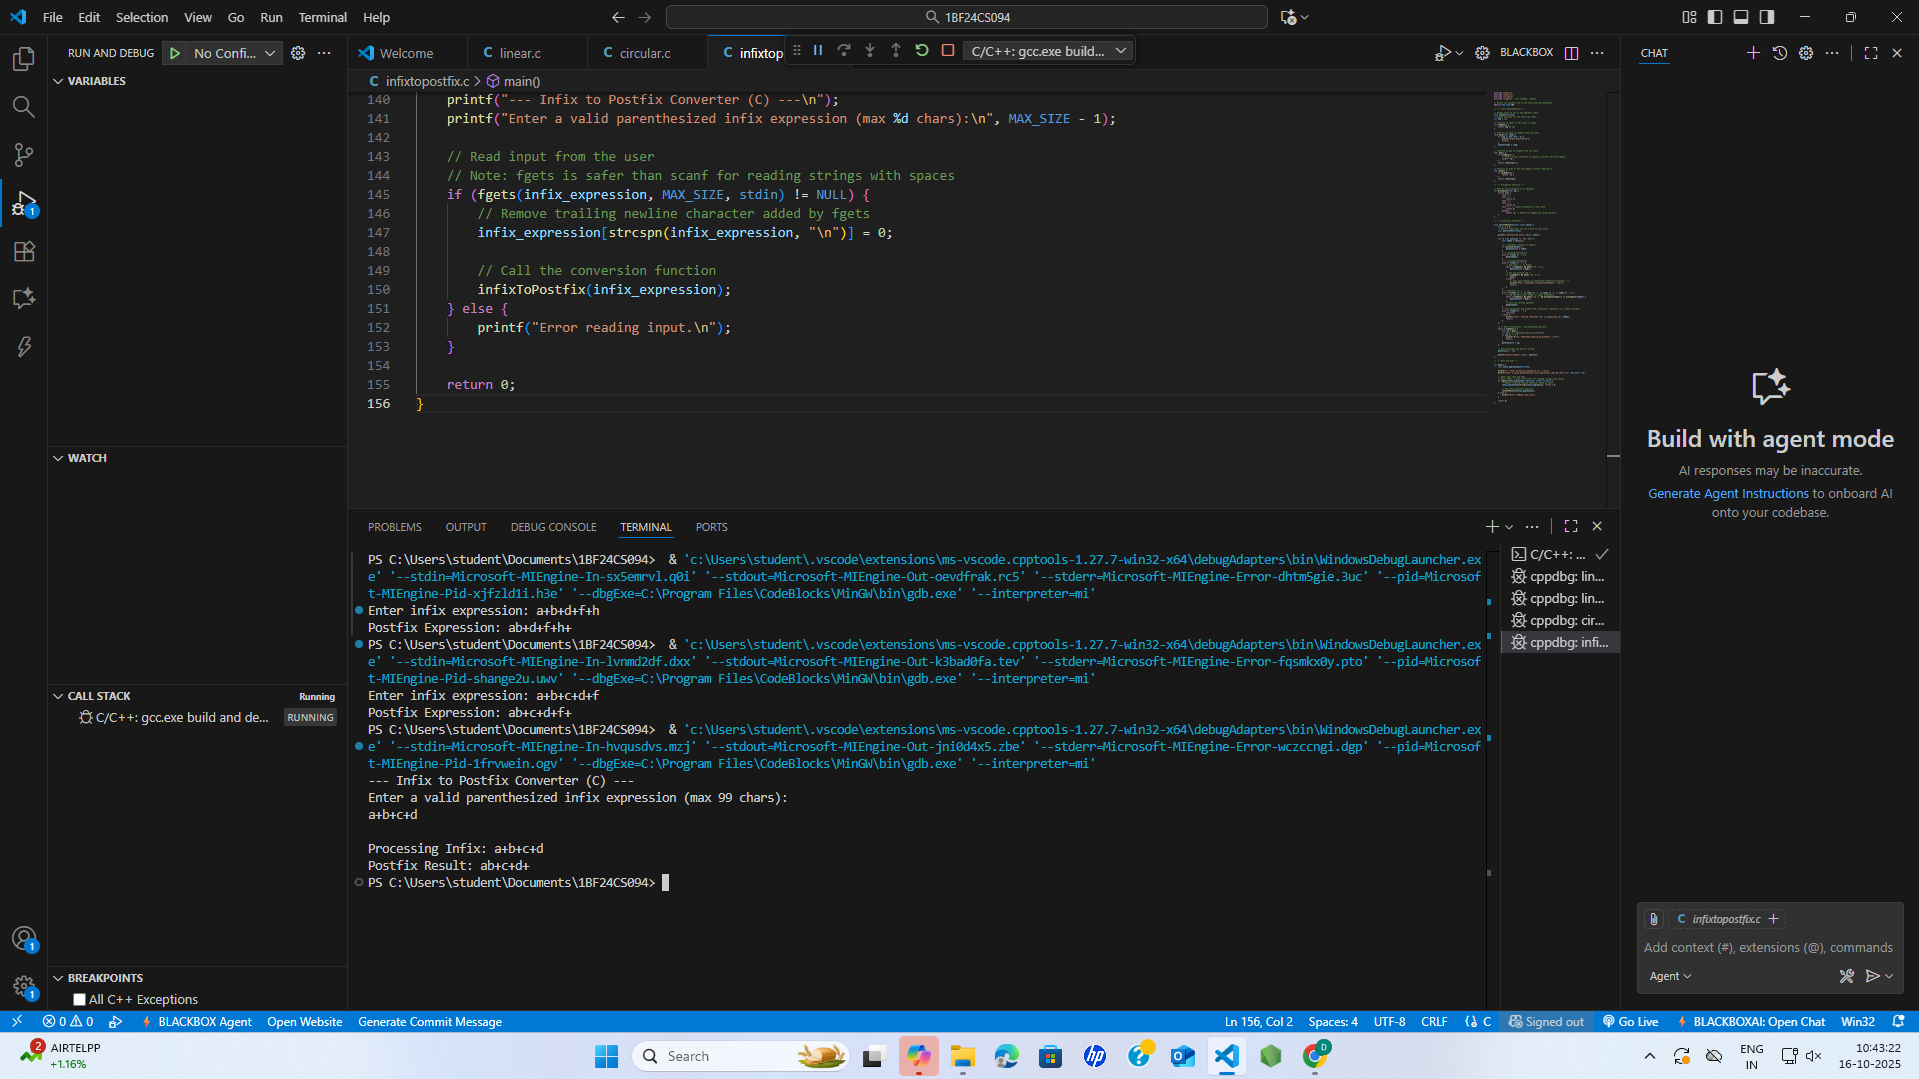 File Edit Selection View Go Run Terminal Help
1BF24CS094
RUN AND DEBUG No Confi...
VARIABLES
WATCH
CALL STACK Running
C/C++: gcc.exe build and de... RUNNING
BREAKPOINTS
All C++ Exceptions
Welcome linear.c circular.c infixtop
C/C++: gcc.exe build...
BLACKBOX
infixtopostfix.c > main()
140 printf("--- Infix to Postfix Converter (C) ---\n");
141 printf("Enter a valid parenthesized infix expression (max %d chars):\n", MAX_SIZE - 1);
142
143 // Read input from the user
144 // Note: fgets is safer than scanf for reading strings with spaces
145 if (fgets(infix_expression, MAX_SIZE, stdin) != NULL) {
146 // Remove trailing newline character added by fgets
147 infix_expression[strcspn(infix_expression, "\n")] = 0;
148
149 // Call the conversion function
150 infixToPostfix(infix_expression);
151 } else {
152 printf("Error reading input.\n");
153 }
154
155 return 0;
156 }
PROBLEMS OUTPUT DEBUG CONSOLE TERMINAL PORTS
PS C:\Users\student\Documents\1BF24CS094> & 'c:\Users\student\.vscode\extensions\ms-vscode.cpptools-1.27.7-win32-x64\debugAdapters\bin\WindowsDebugLauncher.ex
e' '--stdin=Microsoft-MIEngine-In-sx5emrvl.q0i' '--stdout=Microsoft-MIEngine-Out-oevdfrak.rc5' '--stderr=Microsoft-MIEngine-Error-dhtm5gie.3uc' '--pid=Microsof
t-MIEngine-Pid-xjfzld1i.h3e' '--dbgExe=C:\Program Files\CodeBlocks\MinGW\bin\gdb.exe' '--interpreter=mi'
Enter infix expression: a+b+d+f+h
Postfix Expression: ab+d+f+h+
PS C:\Users\student\Documents\1BF24CS094> & 'c:\Users\student\.vscode\extensions\ms-vscode.cpptools-1.27.7-win32-x64\debugAdapters\bin\WindowsDebugLauncher.ex
e' '--stdin=Microsoft-MIEngine-In-lvnmd2df.dxx' '--stdout=Microsoft-MIEngine-Out-k3bad0fa.tev' '--stderr=Microsoft-MIEngine-Error-fqsmkx0y.pto' '--pid=Microsof
t-MIEngine-Pid-shange2u.uwv' '--dbgExe=C:\Program Files\CodeBlocks\MinGW\bin\gdb.exe' '--interpreter=mi'
Enter infix expression: a+b+c+d+f
Postfix Expression: ab+c+d+f+
PS C:\Users\student\Documents\1BF24CS094> & 'c:\Users\student\.vscode\extensions\ms-vscode.cpptools-1.27.7-win32-x64\debugAdapters\bin\WindowsDebugLauncher.ex
e' '--stdin=Microsoft-MIEngine-In-hvqusdvs.mzj' '--stdout=Microsoft-MIEngine-Out-jni0d4x5.zbe' '--stderr=Microsoft-MIEngine-Error-wczccngi.dgp' '--pid=Microsof
t-MIEngine-Pid-1frvwein.ogv' '--dbgExe=C:\Program Files\CodeBlocks\MinGW\bin\gdb.exe' '--interpreter=mi'
--- Infix to Postfix Converter (C) ---
Enter a valid parenthesized infix expression (max 99 chars):
a+b+c+d
Processing Infix: a+b+c+d
Postfix Result: ab+c+d+
PS C:\Users\student\Documents\1BF24CS094>
C/C++: ...
cppdbg: lin...
cppdbg: lin...
cppdbg: cir...
cppdbg: infi...
CHAT
Build with agent mode
AI responses may be inaccurate.
Generate Agent Instructions to onboard AI
onto your codebase.
infixtopostfix.c
Add context (#), extensions (@), commands
Agent
0 0 BLACKBOX Agent Open Website Generate Commit Message Ln 156, Col 2 Spaces: 4 UTF-8 CRLF {} C Signed out Go Live BLACKBOXAI: Open Chat Win32
2 AIRTELPP
+1.16%
Search
ENG
IN
10:43:22
16-10-2025